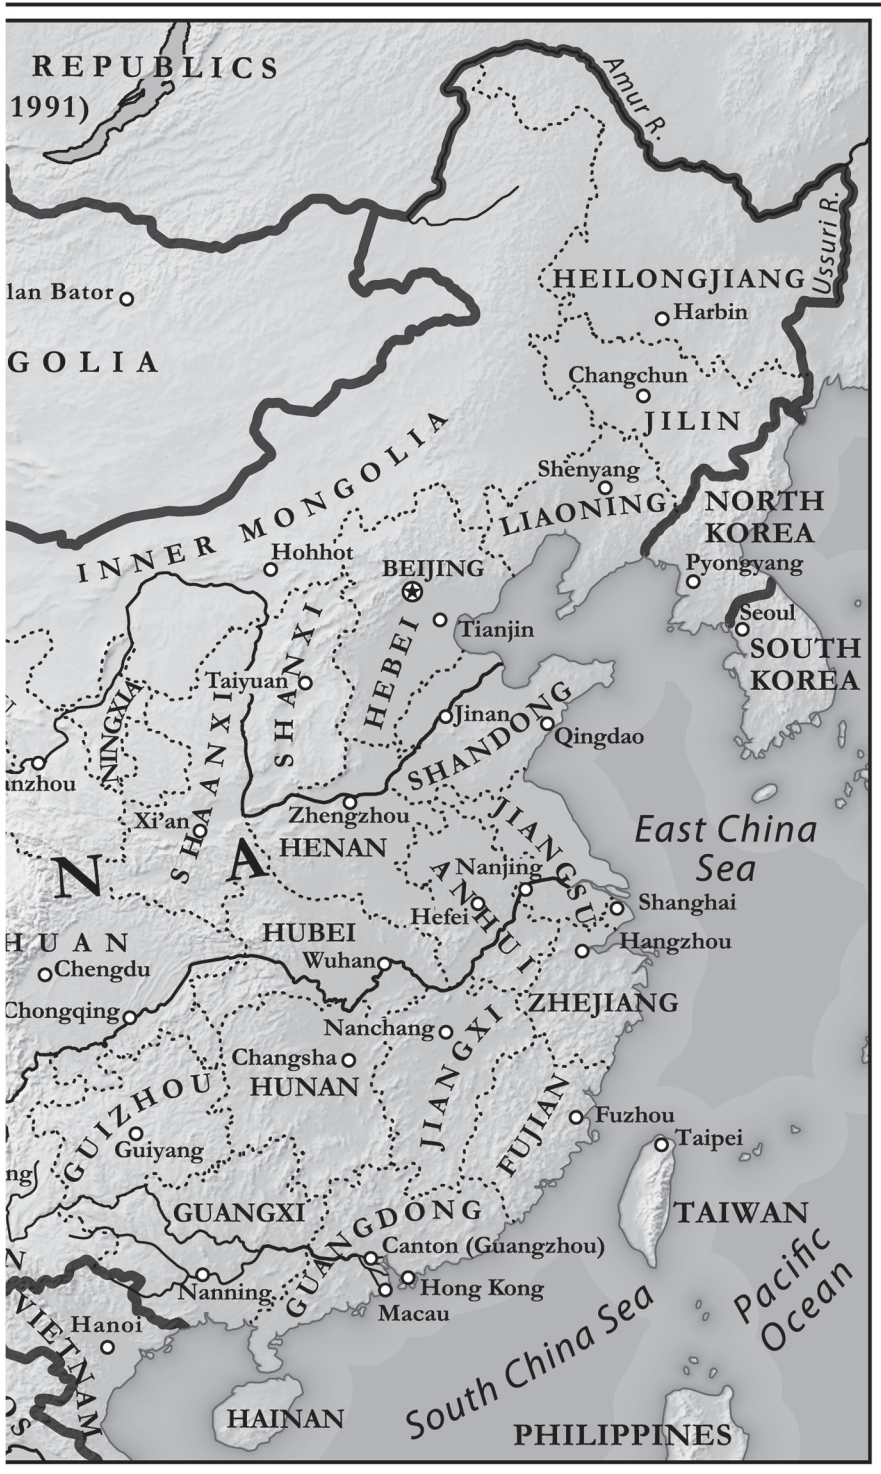 REPUBLICS
1991)
Amur R.
Ussuri R.
lan Bator
HEILONGJIANG
Harbin
GOLIA
Changchun
JILIN
INNER MONGOLIA
Shenyang
LIAONING
NORTH
KOREA
Hohhot
BEIJING
Pyongyang
Seoul
Tianjin
SOUTH
KOREA
HEBEI
SHANXI
Taiyuan
NINGXIA
SHAANXI
Jinan
SHANDONG
Qingdao
unzhou
Zhengzhou
Xi'an
HENAN
JIANGSU
East China
Sea
N A
Nanjing
ANHUI
Hefei
Shanghai
HUAN
HUBEI
Hangzhou
Chengdu
Wuhan
ZHEJIANG
Chongqing
Nanchang
JIANGXI
Changsha
HUNAN
GUIZHOU
FUJIAN
Fuzhou
Guiyang
Taipei
ng
GUANGXI
GUANGDONG
TAIWAN
N
Canton (Guangzhou)
Nanning
Hong Kong
Macau
Pacific
Ocean
VIETNAM
Hanoi
South China Sea
HAINAN
PHILIPPINES
OS